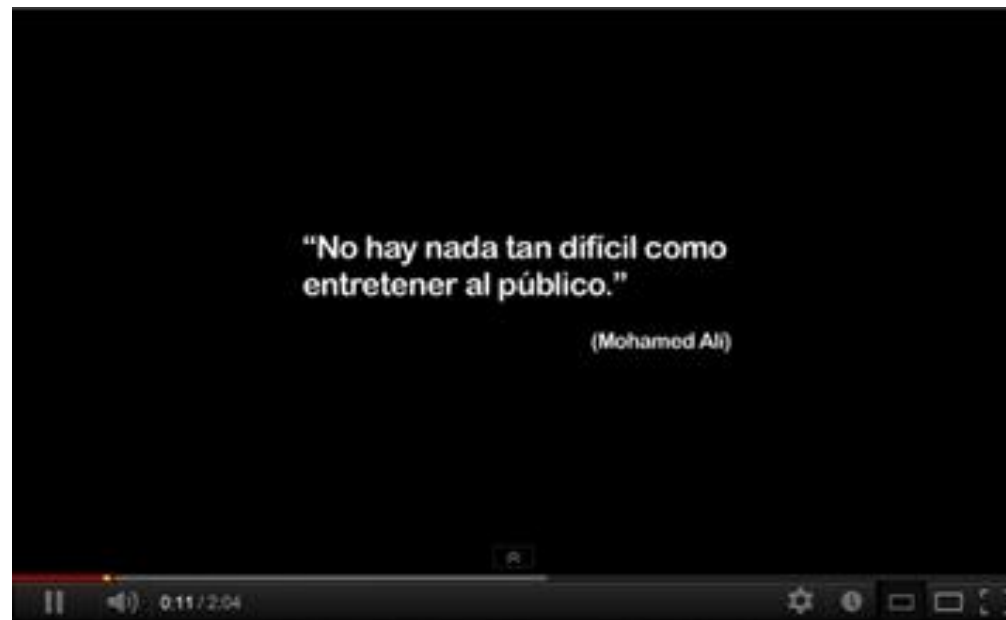 “No hay nada tan difícil como
entretener al público.”
(Mohamed Ali)
0:11 / 2:04